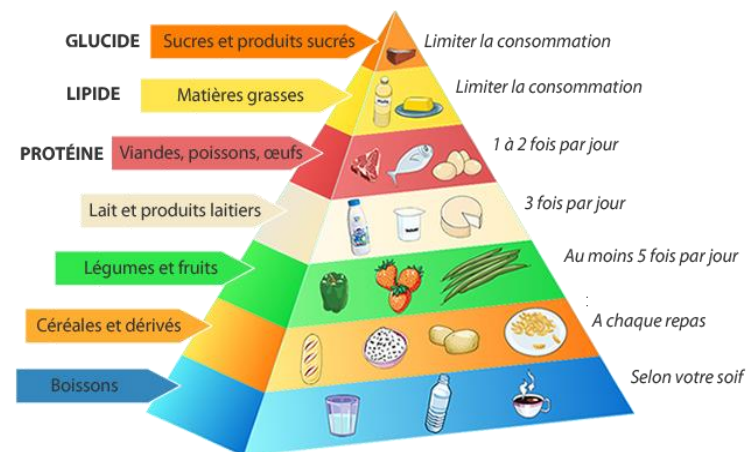 GLUCIDE Sucres et produits sucrés Limiter la consommation
LIPIDE Matières grasses Limiter la consommation
PROTÉINE Viandes, poissons, œufs 1 à 2 fois par jour
Lait et produits laitiers 3 fois par jour
Légumes et fruits Au moins 5 fois par jour
:
Céréales et dérivés A chaque repas
Boissons Selon votre soif